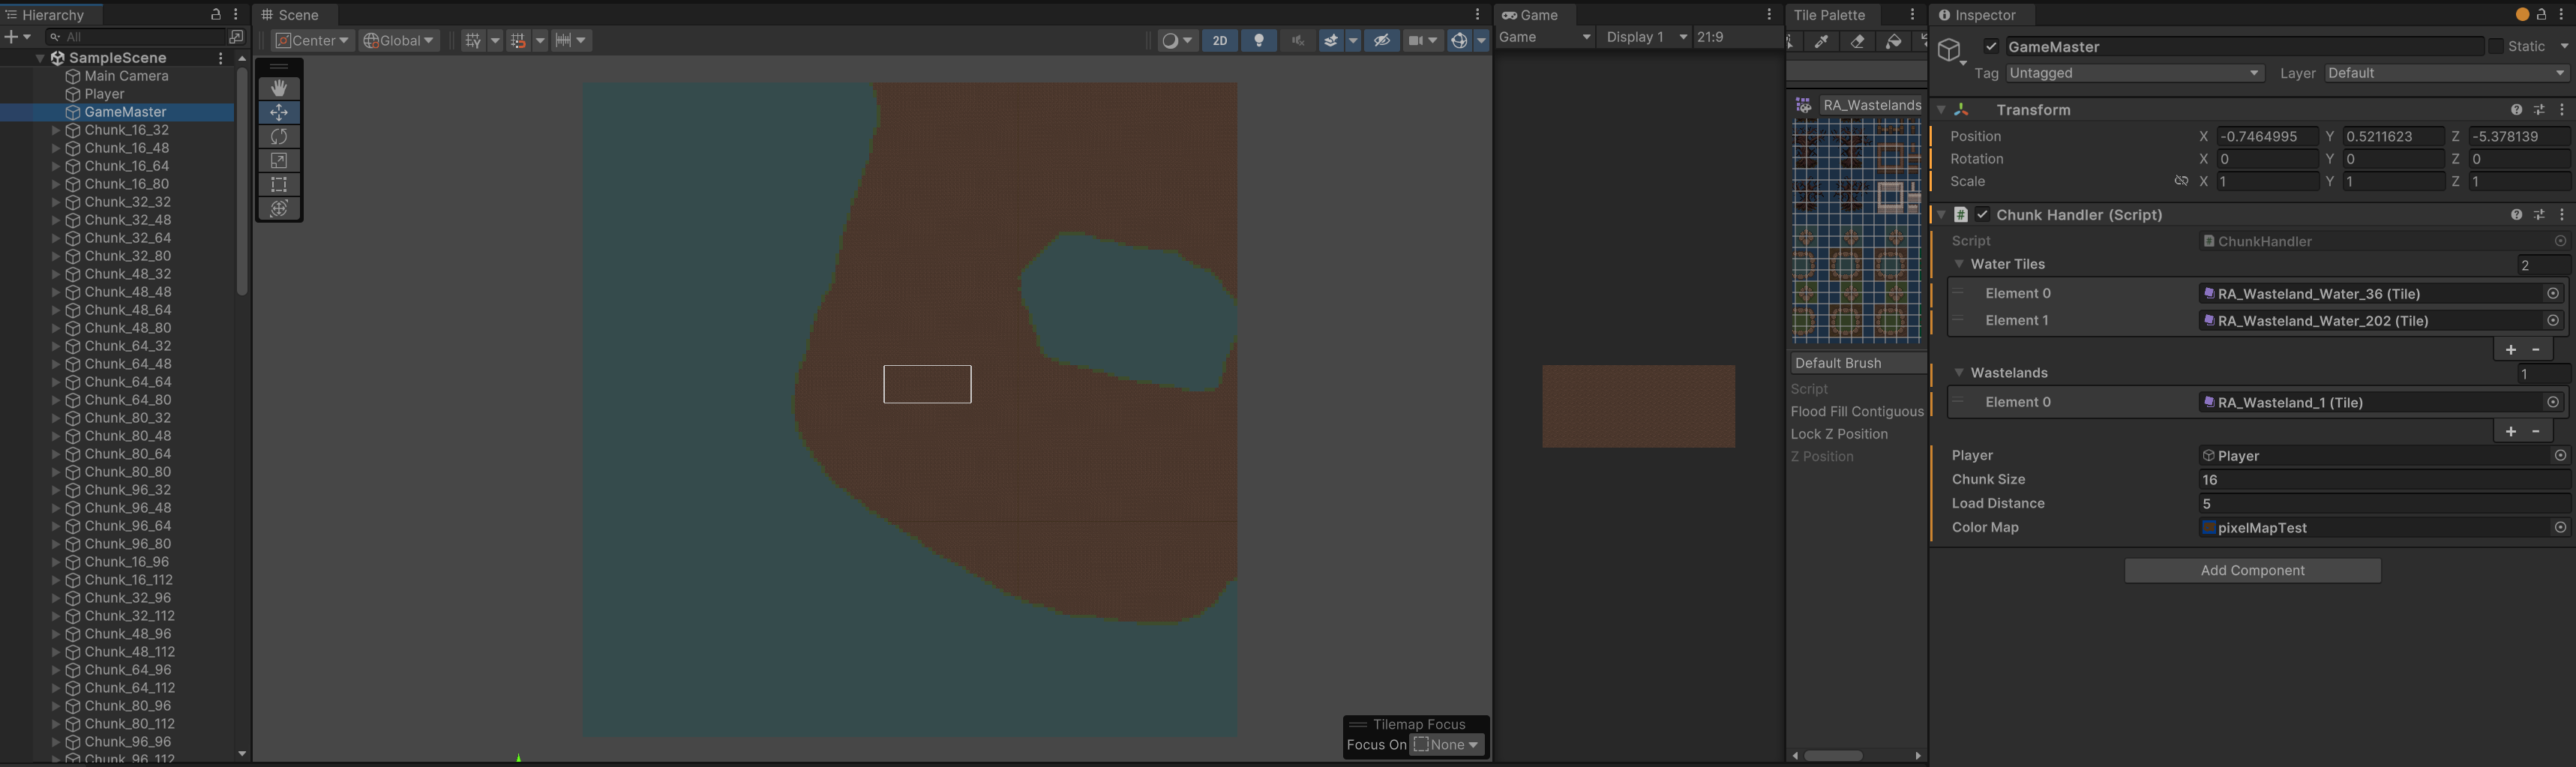 Hierarchy
All
SampleScene
Main Camera
Player
GameMaster
Chunk_16_32
Chunk_16_48
Chunk_16_64
Chunk_16_80
Chunk_32_32
Chunk_32_48
Chunk_32_64
Chunk_32_80
Chunk_48_32
Chunk_48_48
Chunk_48_64
Chunk_48_80
Chunk_64_32
Chunk_64_48
Chunk_64_64
Chunk_64_80
Chunk_80_32
Chunk_80_48
Chunk_80_64
Chunk_80_80
Chunk_96_32
Chunk_96_48
Chunk_96_64
Chunk_96_80
Chunk_16_96
Chunk_16_112
Chunk_32_96
Chunk_32_112
Chunk_48_96
Chunk_48_112
Chunk_64_96
Chunk_64_112
Chunk_80_96
Chunk_80_112
Chunk_96_96
Chunk_96_112
Scene
Center Global 2D
Tilemap Focus
Focus On None
Game
Game Display 1 21:9
Tile Palette
RA_Wastelands
Default Brush
Script
Flood Fill Contiguous
Lock Z Position
Z Position
Inspector
GameMaster Static
Tag Untagged Layer Default
Transform
Position X -0.7464995 Y 0.5211623 Z -5.378139
Rotation X 0 Y 0 Z 0
Scale X 1 Y 1 Z 1
# Chunk Handler (Script)
Script # ChunkHandler
Water Tiles 2
Element 0 RA_Wasteland_Water_36 (Tile)
Element 1 RA_Wasteland_Water_202 (Tile)
+ -
Wastelands 1
Element 0 RA_Wasteland_1 (Tile)
+ -
Player Player
Chunk Size 16
Load Distance 5
Color Map pixelMapTest
Add Component